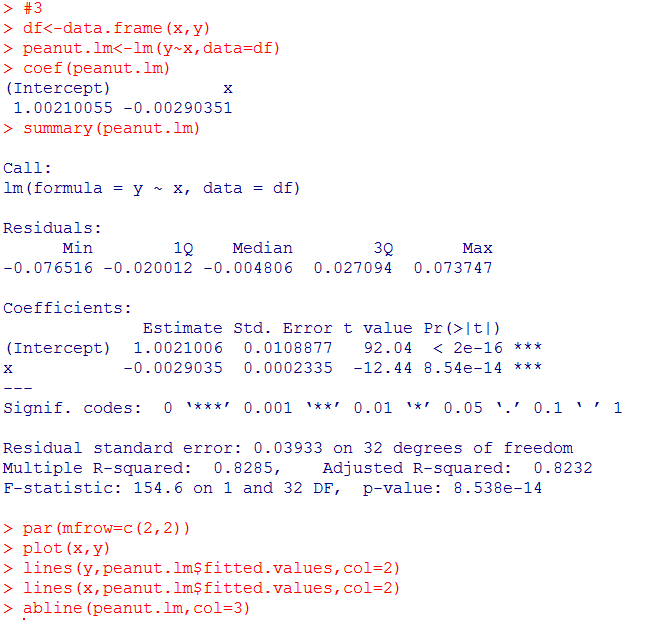 > #3
> df<-data.frame(x,y)
> peanut.lm<-lm(y~x,data=df)
> coef(peanut.lm)
(Intercept)           x
 1.00210055 -0.00290351
> summary(peanut.lm)

Call:
lm(formula = y ~ x, data = df)

Residuals:
      Min        1Q    Median        3Q       Max
-0.076516 -0.020012 -0.004806  0.027094  0.073747

Coefficients:
              Estimate Std. Error t value Pr(>|t|)
(Intercept)  1.0021006  0.0108877   92.04  < 2e-16 ***
x           -0.0029035  0.0002335  -12.44 8.54e-14 ***
---
Signif. codes:  0 ‘***’ 0.001 ‘**’ 0.01 ‘*’ 0.05 ‘.’ 0.1 ‘ ’ 1

Residual standard error: 0.03933 on 32 degrees of freedom
Multiple R-squared:  0.8285,    Adjusted R-squared:  0.8232
F-statistic: 154.6 on 1 and 32 DF,  p-value: 8.538e-14

> par(mfrow=c(2,2))
> plot(x,y)
> lines(y,peanut.lm$fitted.values,col=2)
> lines(x,peanut.lm$fitted.values,col=2)
> abline(peanut.lm,col=3)